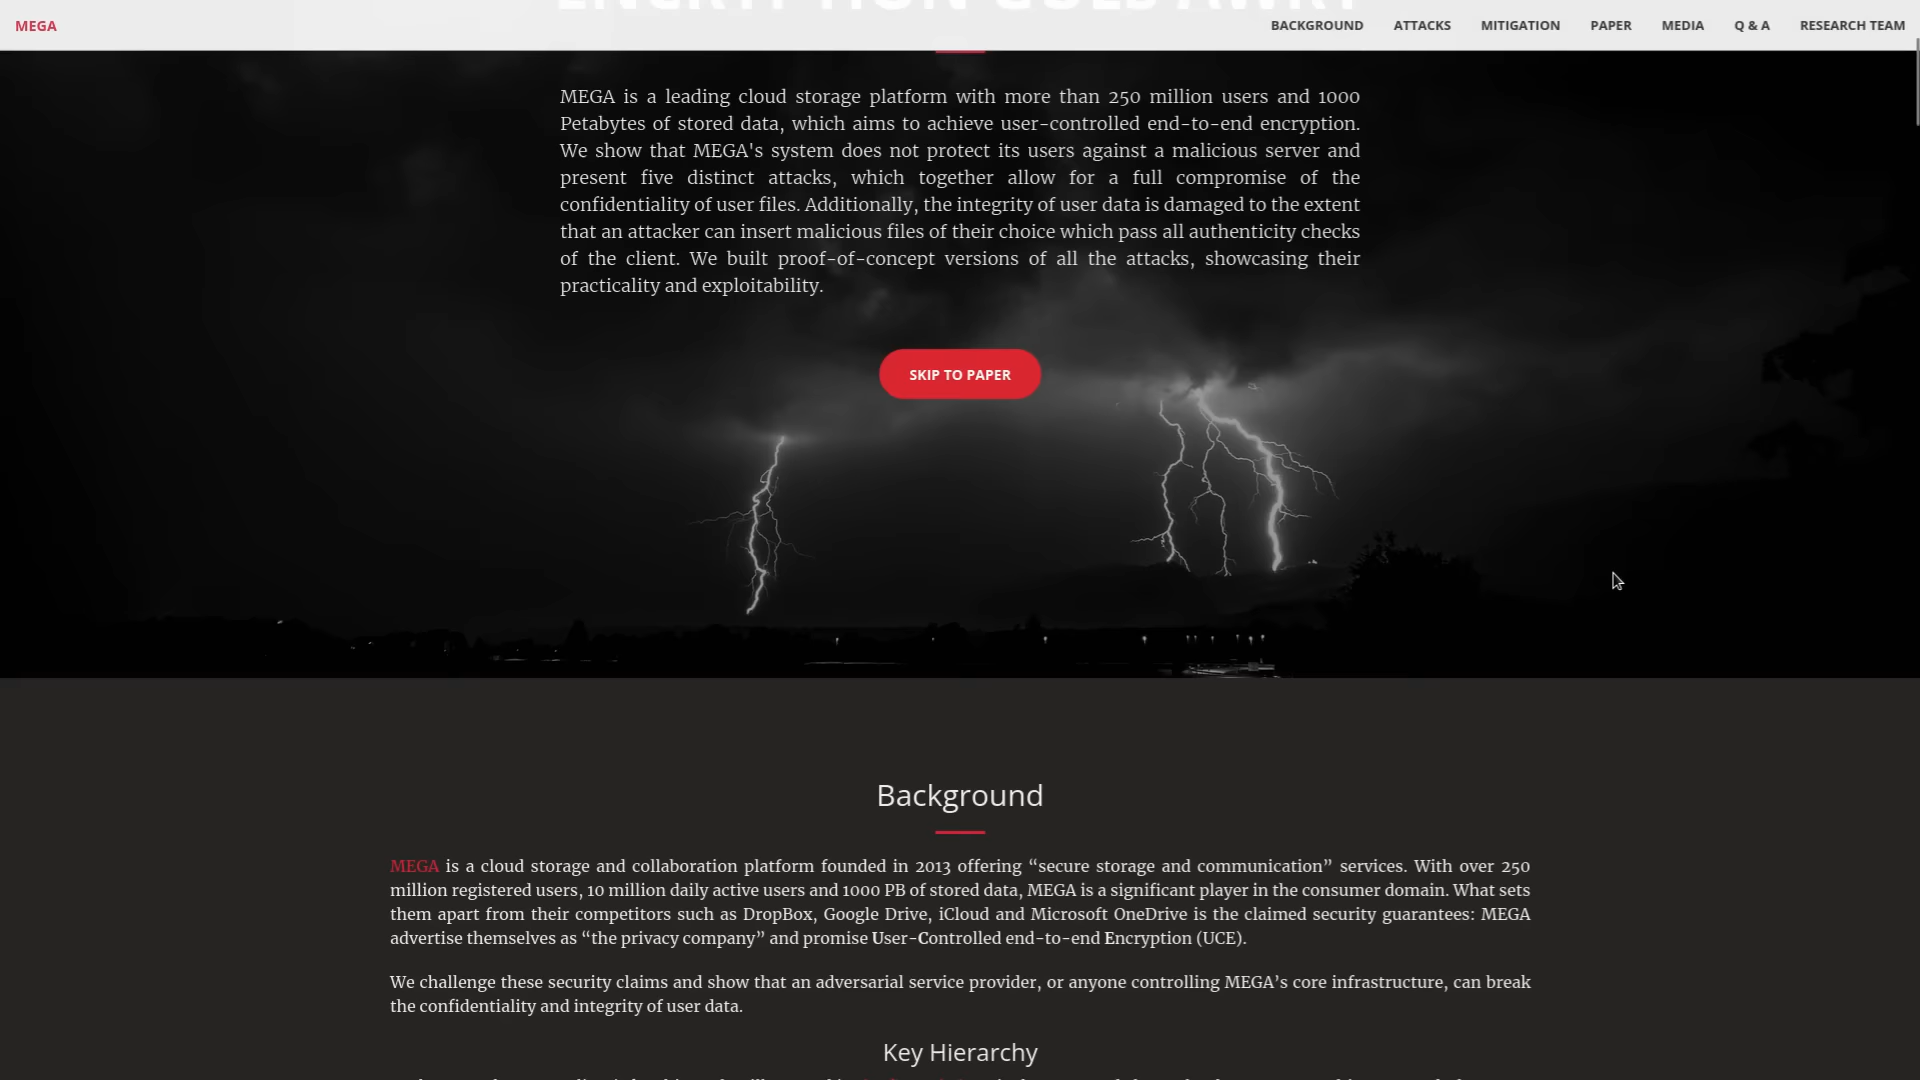 MEGA
BACKGROUND ATTACKS MITIGATION PAPER MEDIA Q & A RESEARCH TEAM
MEGA is a leading cloud storage platform with more than 250 million users and 1000
Petabytes of stored data, which aims to achieve user-controlled end-to-end encryption.
We show that MEGA's system does not protect its users against a malicious server and
present five distinct attacks, which together allow for a full compromise of the
confidentiality of user files. Additionally, the integrity of user data is damaged to the extent
that an attacker can insert malicious files of their choice which pass all authenticity checks
of the client. We built proof-of-concept versions of all the attacks, showcasing their
practicality and exploitability.
SKIP TO PAPER
Background
MEGA is a cloud storage and collaboration platform founded in 2013 offering “secure storage and communication” services. With over 250
million registered users, 10 million daily active users and 1000 PB of stored data, MEGA is a significant player in the consumer domain. What sets
them apart from their competitors such as DropBox, Google Drive, iCloud and Microsoft OneDrive is the claimed security guarantees: MEGA
advertise themselves as “the privacy company” and promise User-Controlled end-to-end Encryption (UCE).
We challenge these security claims and show that an adversarial service provider, or anyone controlling MEGA’s core infrastructure, can break
the confidentiality and integrity of user data.
Key Hierarchy